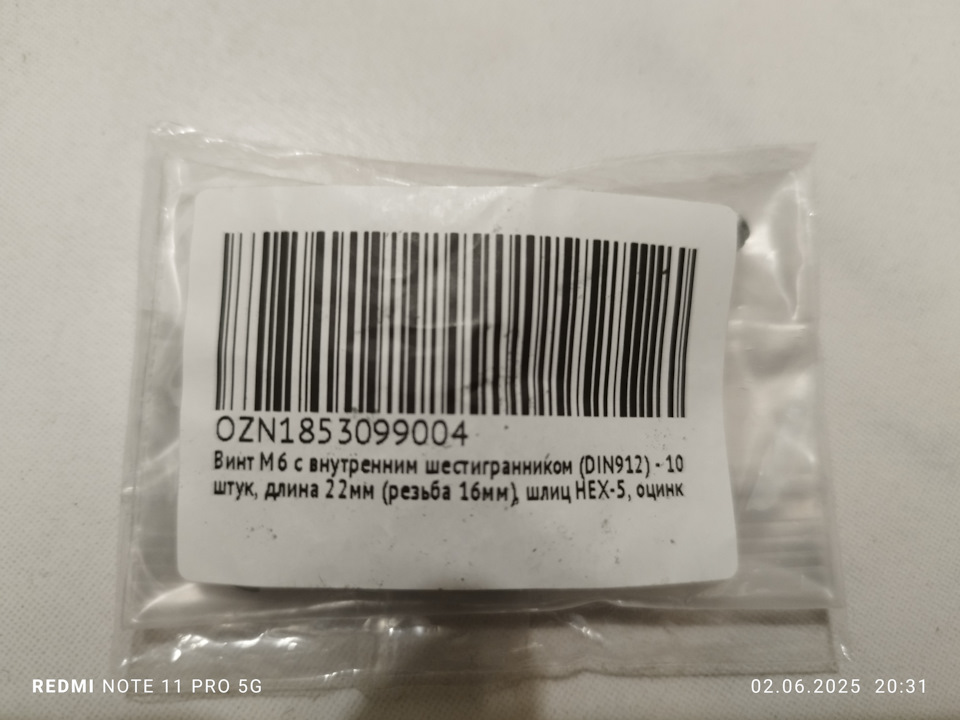 OZN1853099004
Винт М6 с внутренним шестигранником (DIN912) - 10
штук, длина 22мм (резьба 16мм), шлиц HEX-5, оцинк
REDMI NOTE 11 PRO 5G
02.06.2025 20:31